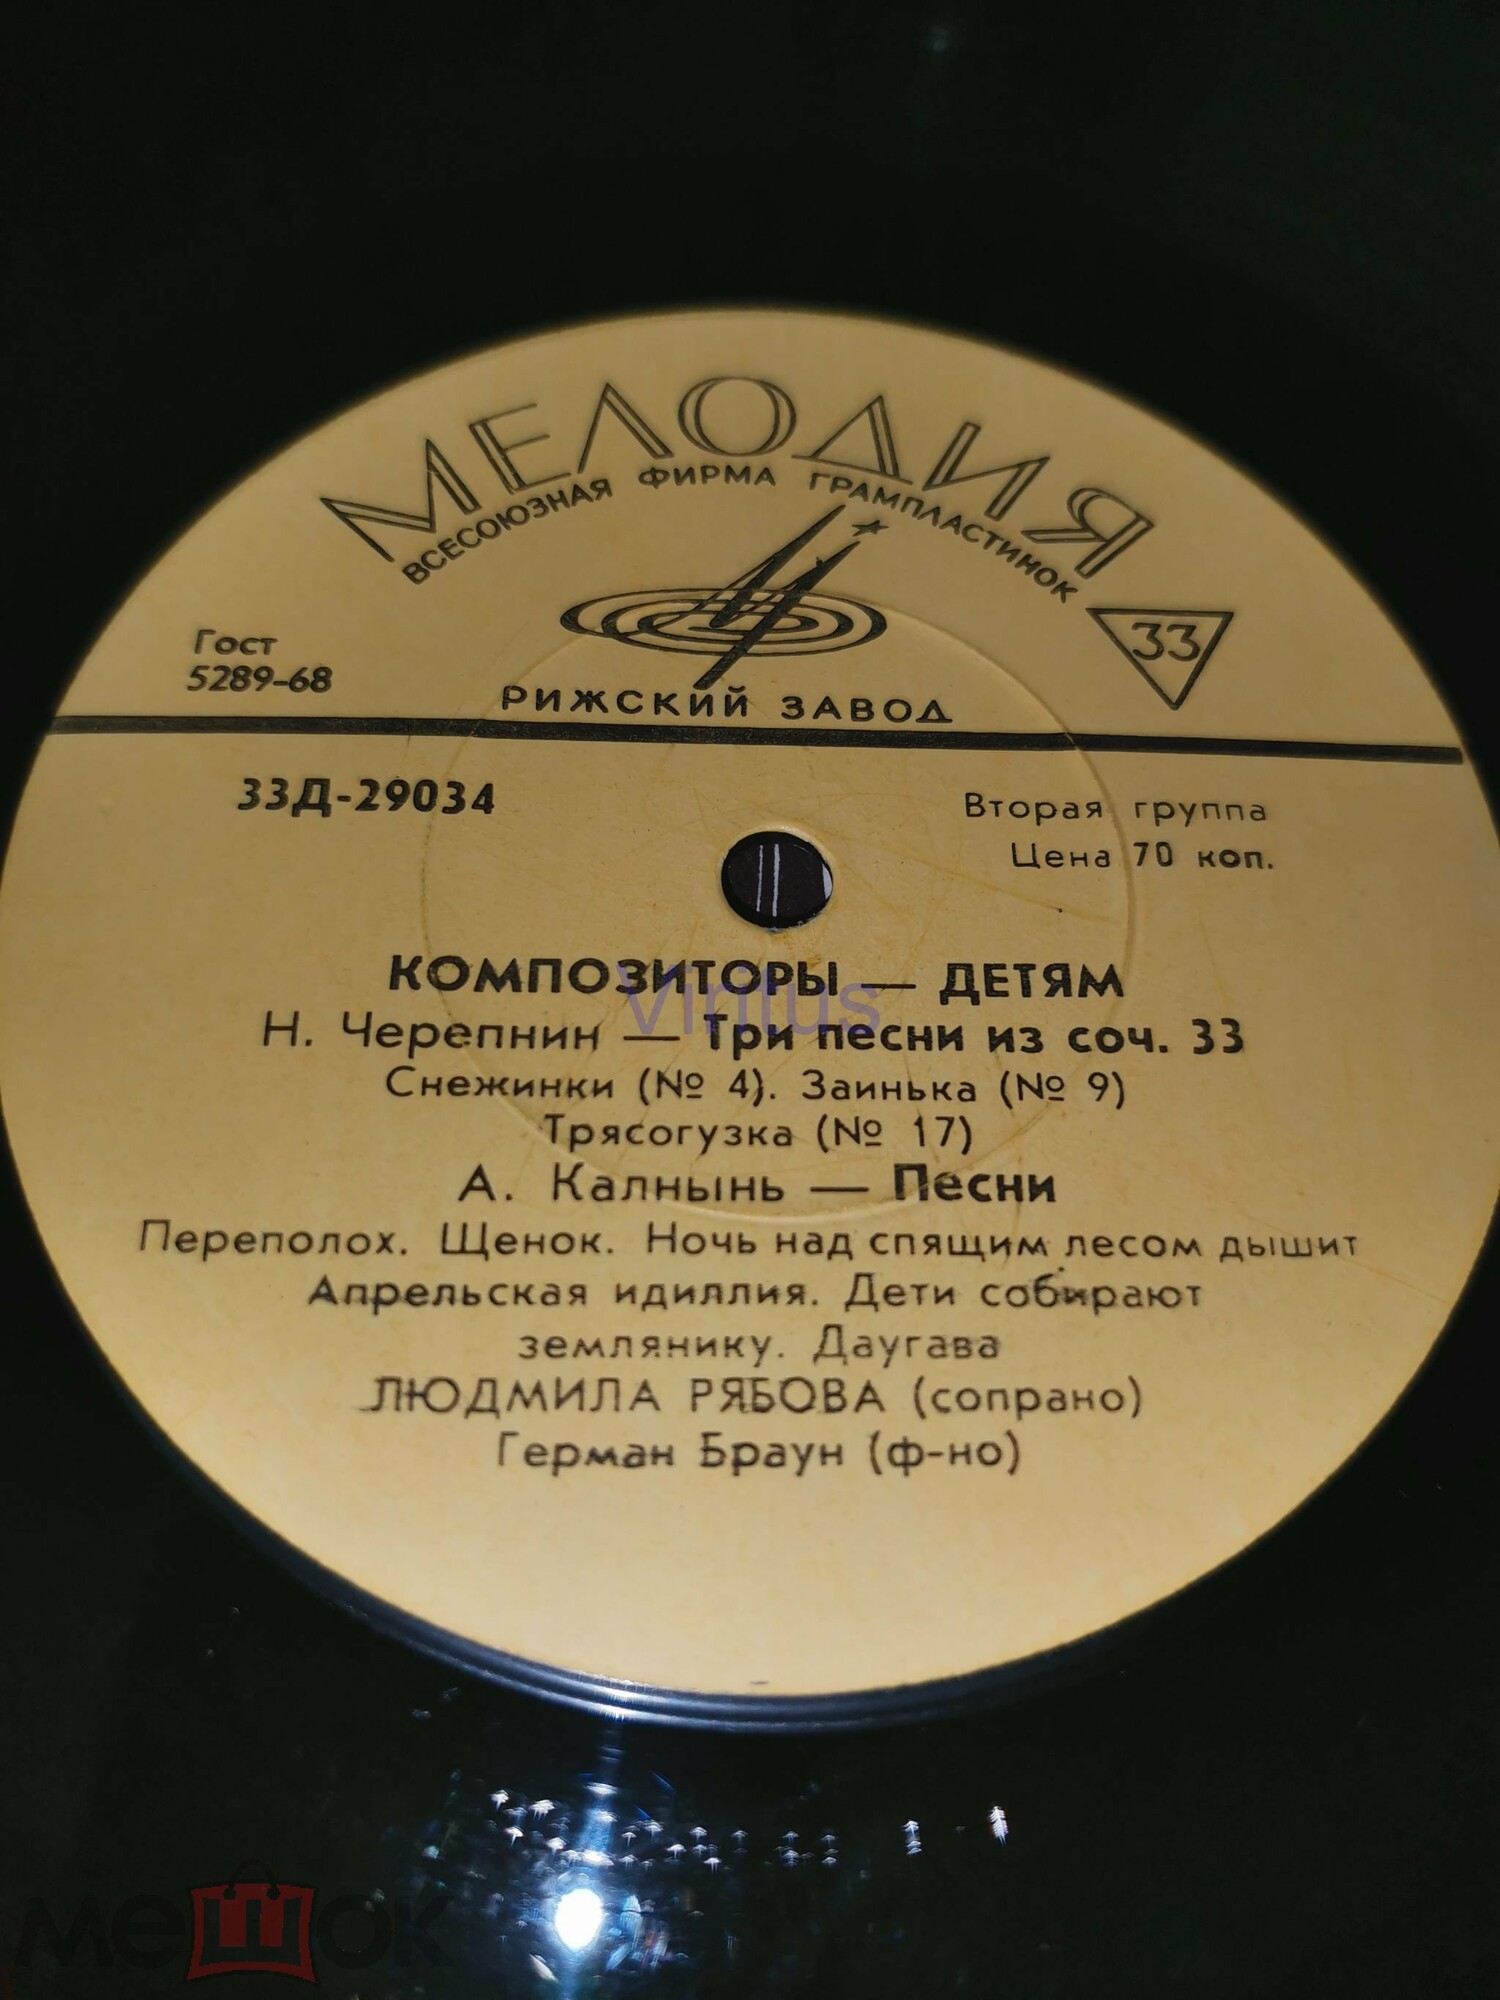 МЕЛОДИЯ
ВСЕСОЮЗНАЯ ФИРМА ГРАМПЛАСТИНОК
33
Гост
5289-68
РИЖСКИЙ ЗАВОД
33Д-29034
Вторая группа
Цена 70 коп.
КОМПОЗИТОРЫ — ДЕТЯМ
Н. Черепнин — Три песни из соч. 33
Снежинки (№ 4). Заинька (№ 9)
Трясогузка (№ 17)
А. Калнынь — Песни
Переполох. Щенок. Ночь над спящим лесом дышит
Апрельская идиллия. Дети собирают
землянику. Даугава
ЛЮДМИЛА РЯБОВА (сопрано)
Герман Браун (ф-но)
Viritus
мешок